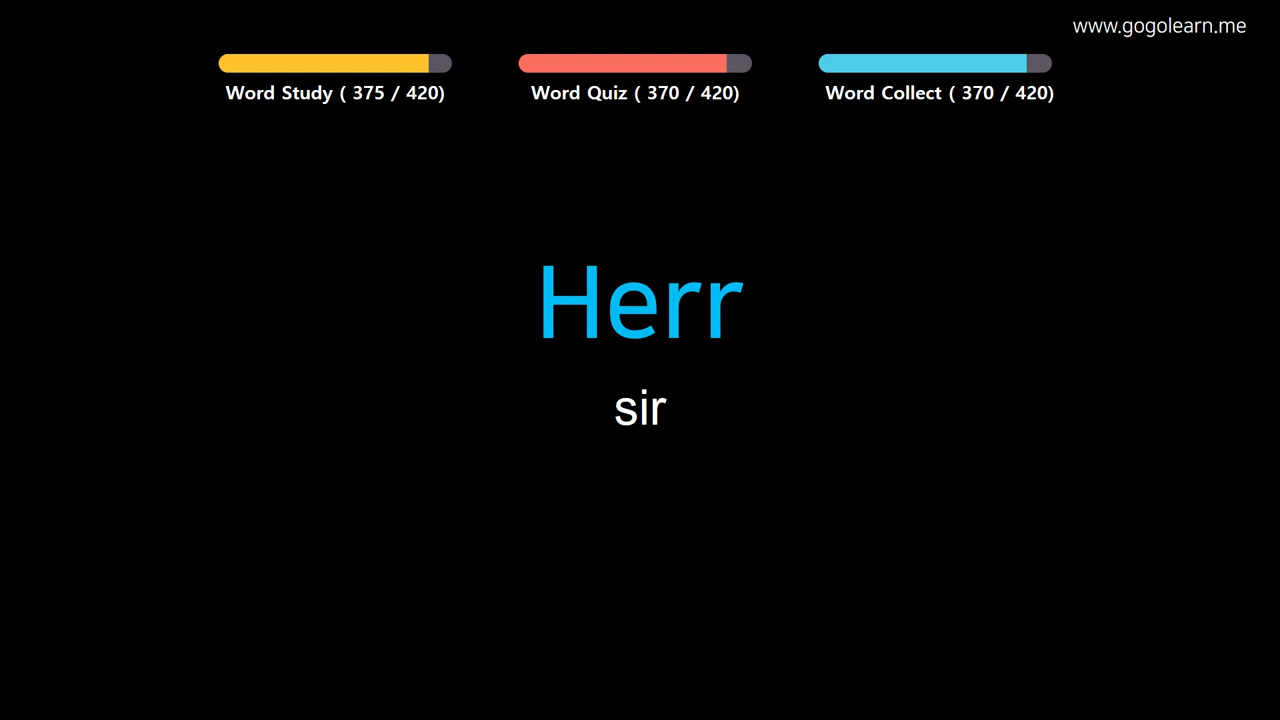 www.gogolearn.me
Word Study ( 375 / 420)
Word Quiz ( 370 / 420)
Word Collect ( 370 / 420)
Herr
sir